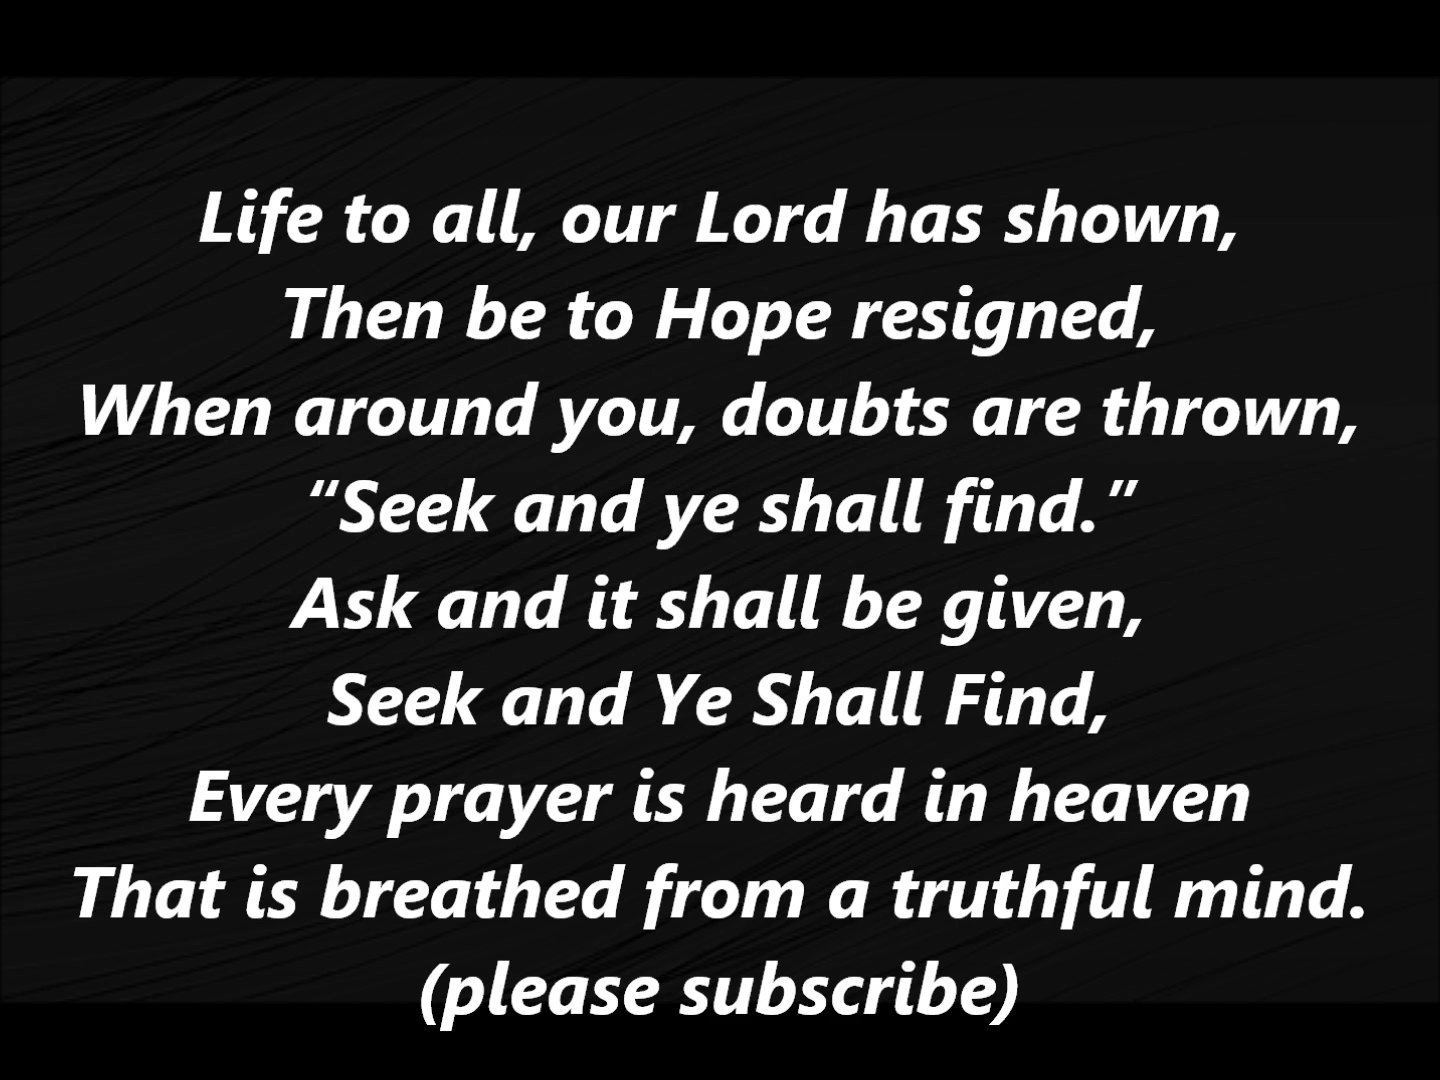 Life to all, our Lord has shown,
Then be to Hope resigned,
When around you, doubts are thrown,
“Seek and ye shall find.”
Ask and it shall be given,
Seek and Ye Shall Find,
Every prayer is heard in heaven
That is breathed from a truthful mind.
(please subscribe)